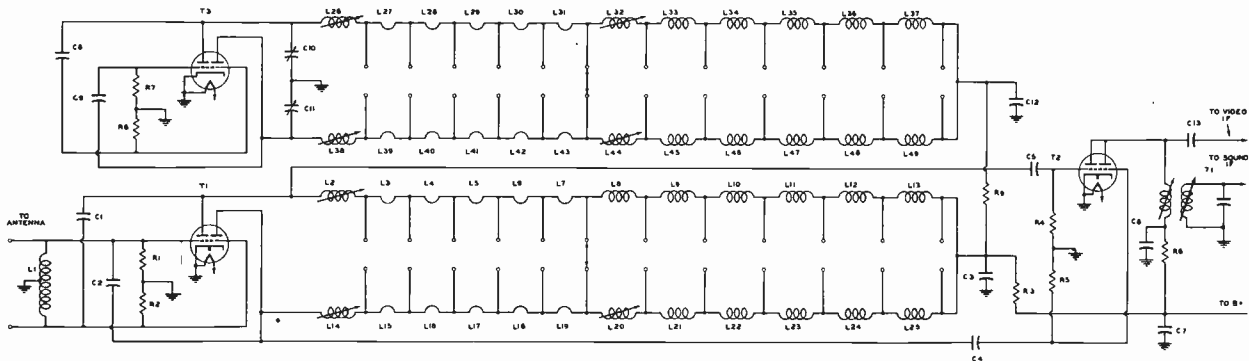 T3
L26 L27 L28 L29 L30 L31 L32 L33 L34 L35 L36 L37
C8
C10
C9
R7
R6
C11
C12
L38 L39 L40 L41 L42 L43 L44 L45 L46 L47 L48 L49
C13
TO VIDEO
IF
TO SOUND
IF
T1
L2 L3 L4 L5 L6 L7 L8 L9 L10 L11 L12 L13
C5
T2
71
C1
TO
ANTENNA
R9
R4
C6
R6
L1
C2
R1
R2
C3
R3
R5
TO B+
L14 L15 L16 L17 L18 L19 L20 L21 L22 L23 L24 L25
C4
C7